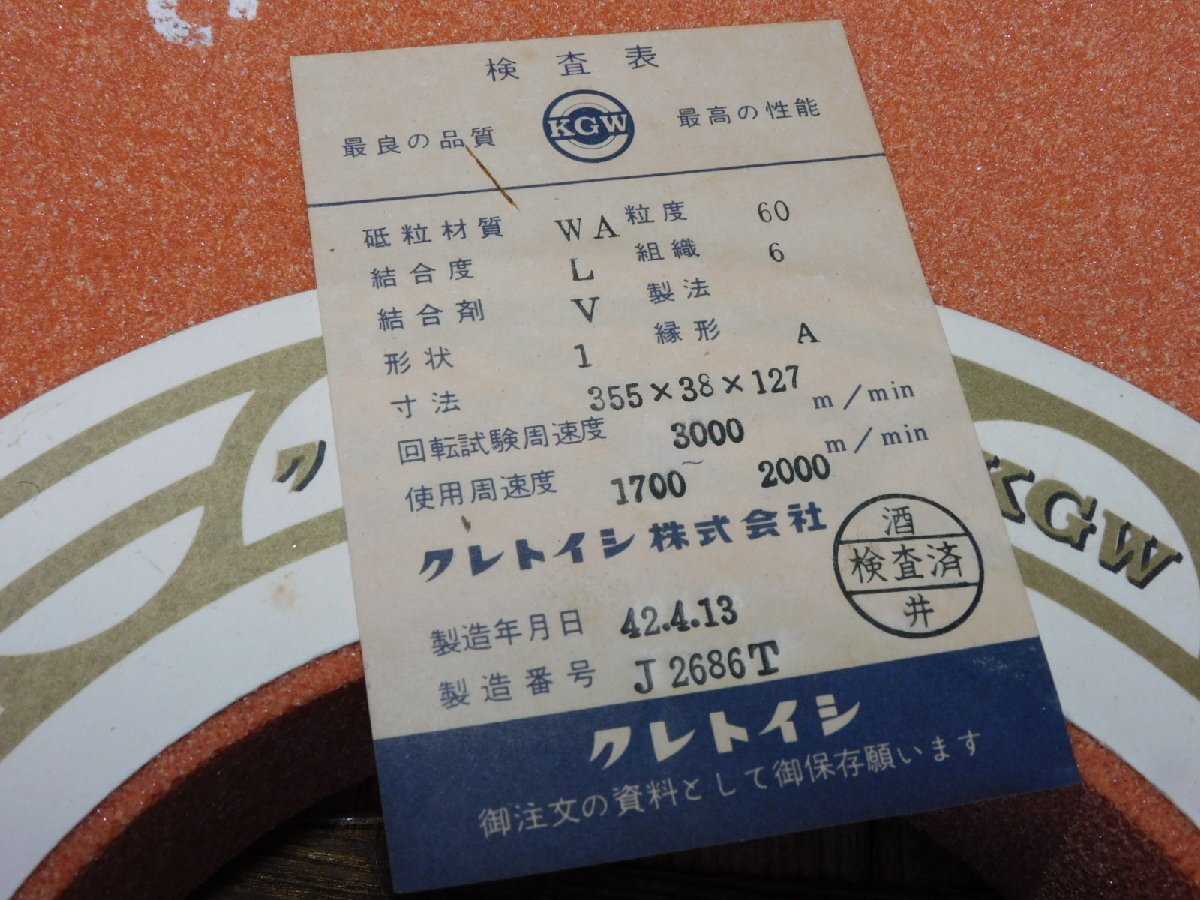 検査表
最良の品質 KGW 最高の性能
砥粒材質 WA 粒度 60
結合度 L 組織 6
結合剤 V 製法
形状 1 縁形 A
寸法 355×38×127
回転試験周速度 3000 m/min
使用周速度 1700~2000 m/min
クレトイシ株式会社
酒
検査済
井
製造年月日 42.4.13
製造番号 J2686T
クレトイシ
御注文の資料として御保存願います
KGW